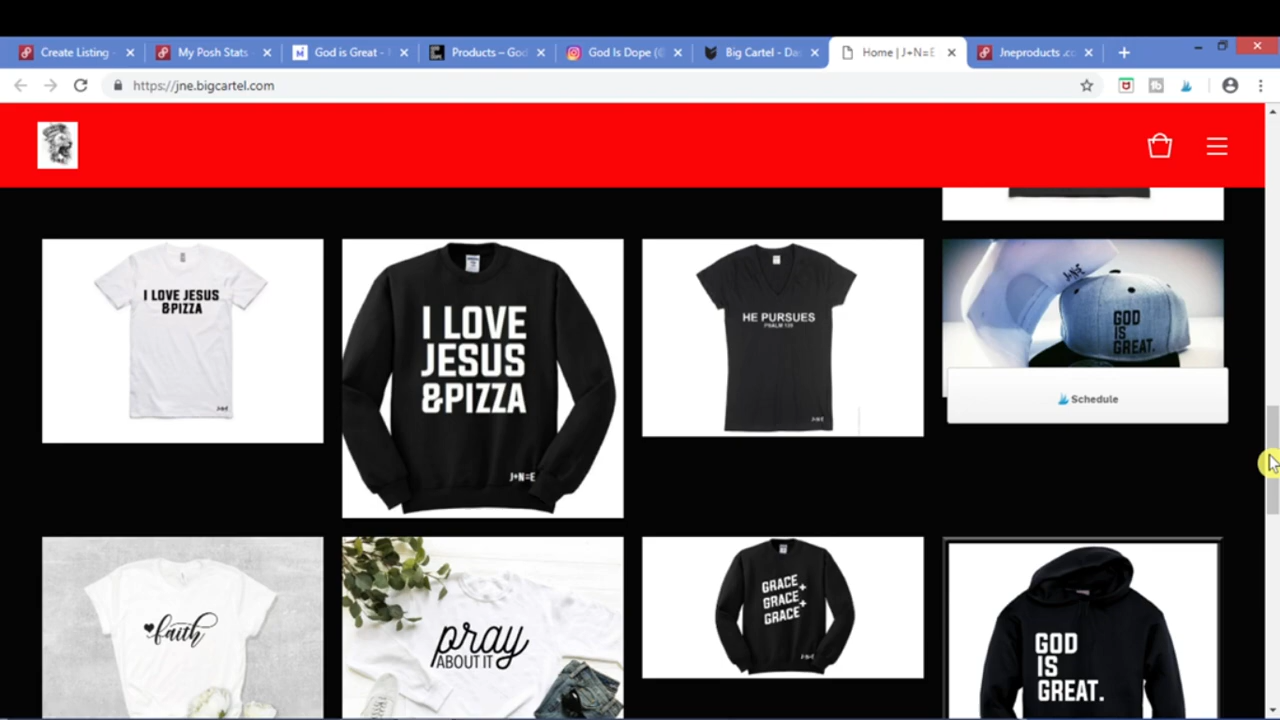 Create Listing
My Posh Stats
God is Great -
Products – God
God Is Dope (
Big Cartel - Da
Home | J+N=E
Jneproducts .c
https://jne.bigcartel.com
I LOVE JESUS
&PIZZA
J+N=E
I LOVE
JESUS
&PIZZA
J+N=E
HE PURSUES
PSALM 139
J+N=E
J+N=E
GOD
IS
GREAT.
Schedule
faith
pray
ABOUT IT
GRACE+
GRACE+
GRACE
J+N=E
GOD
IS
GREAT.